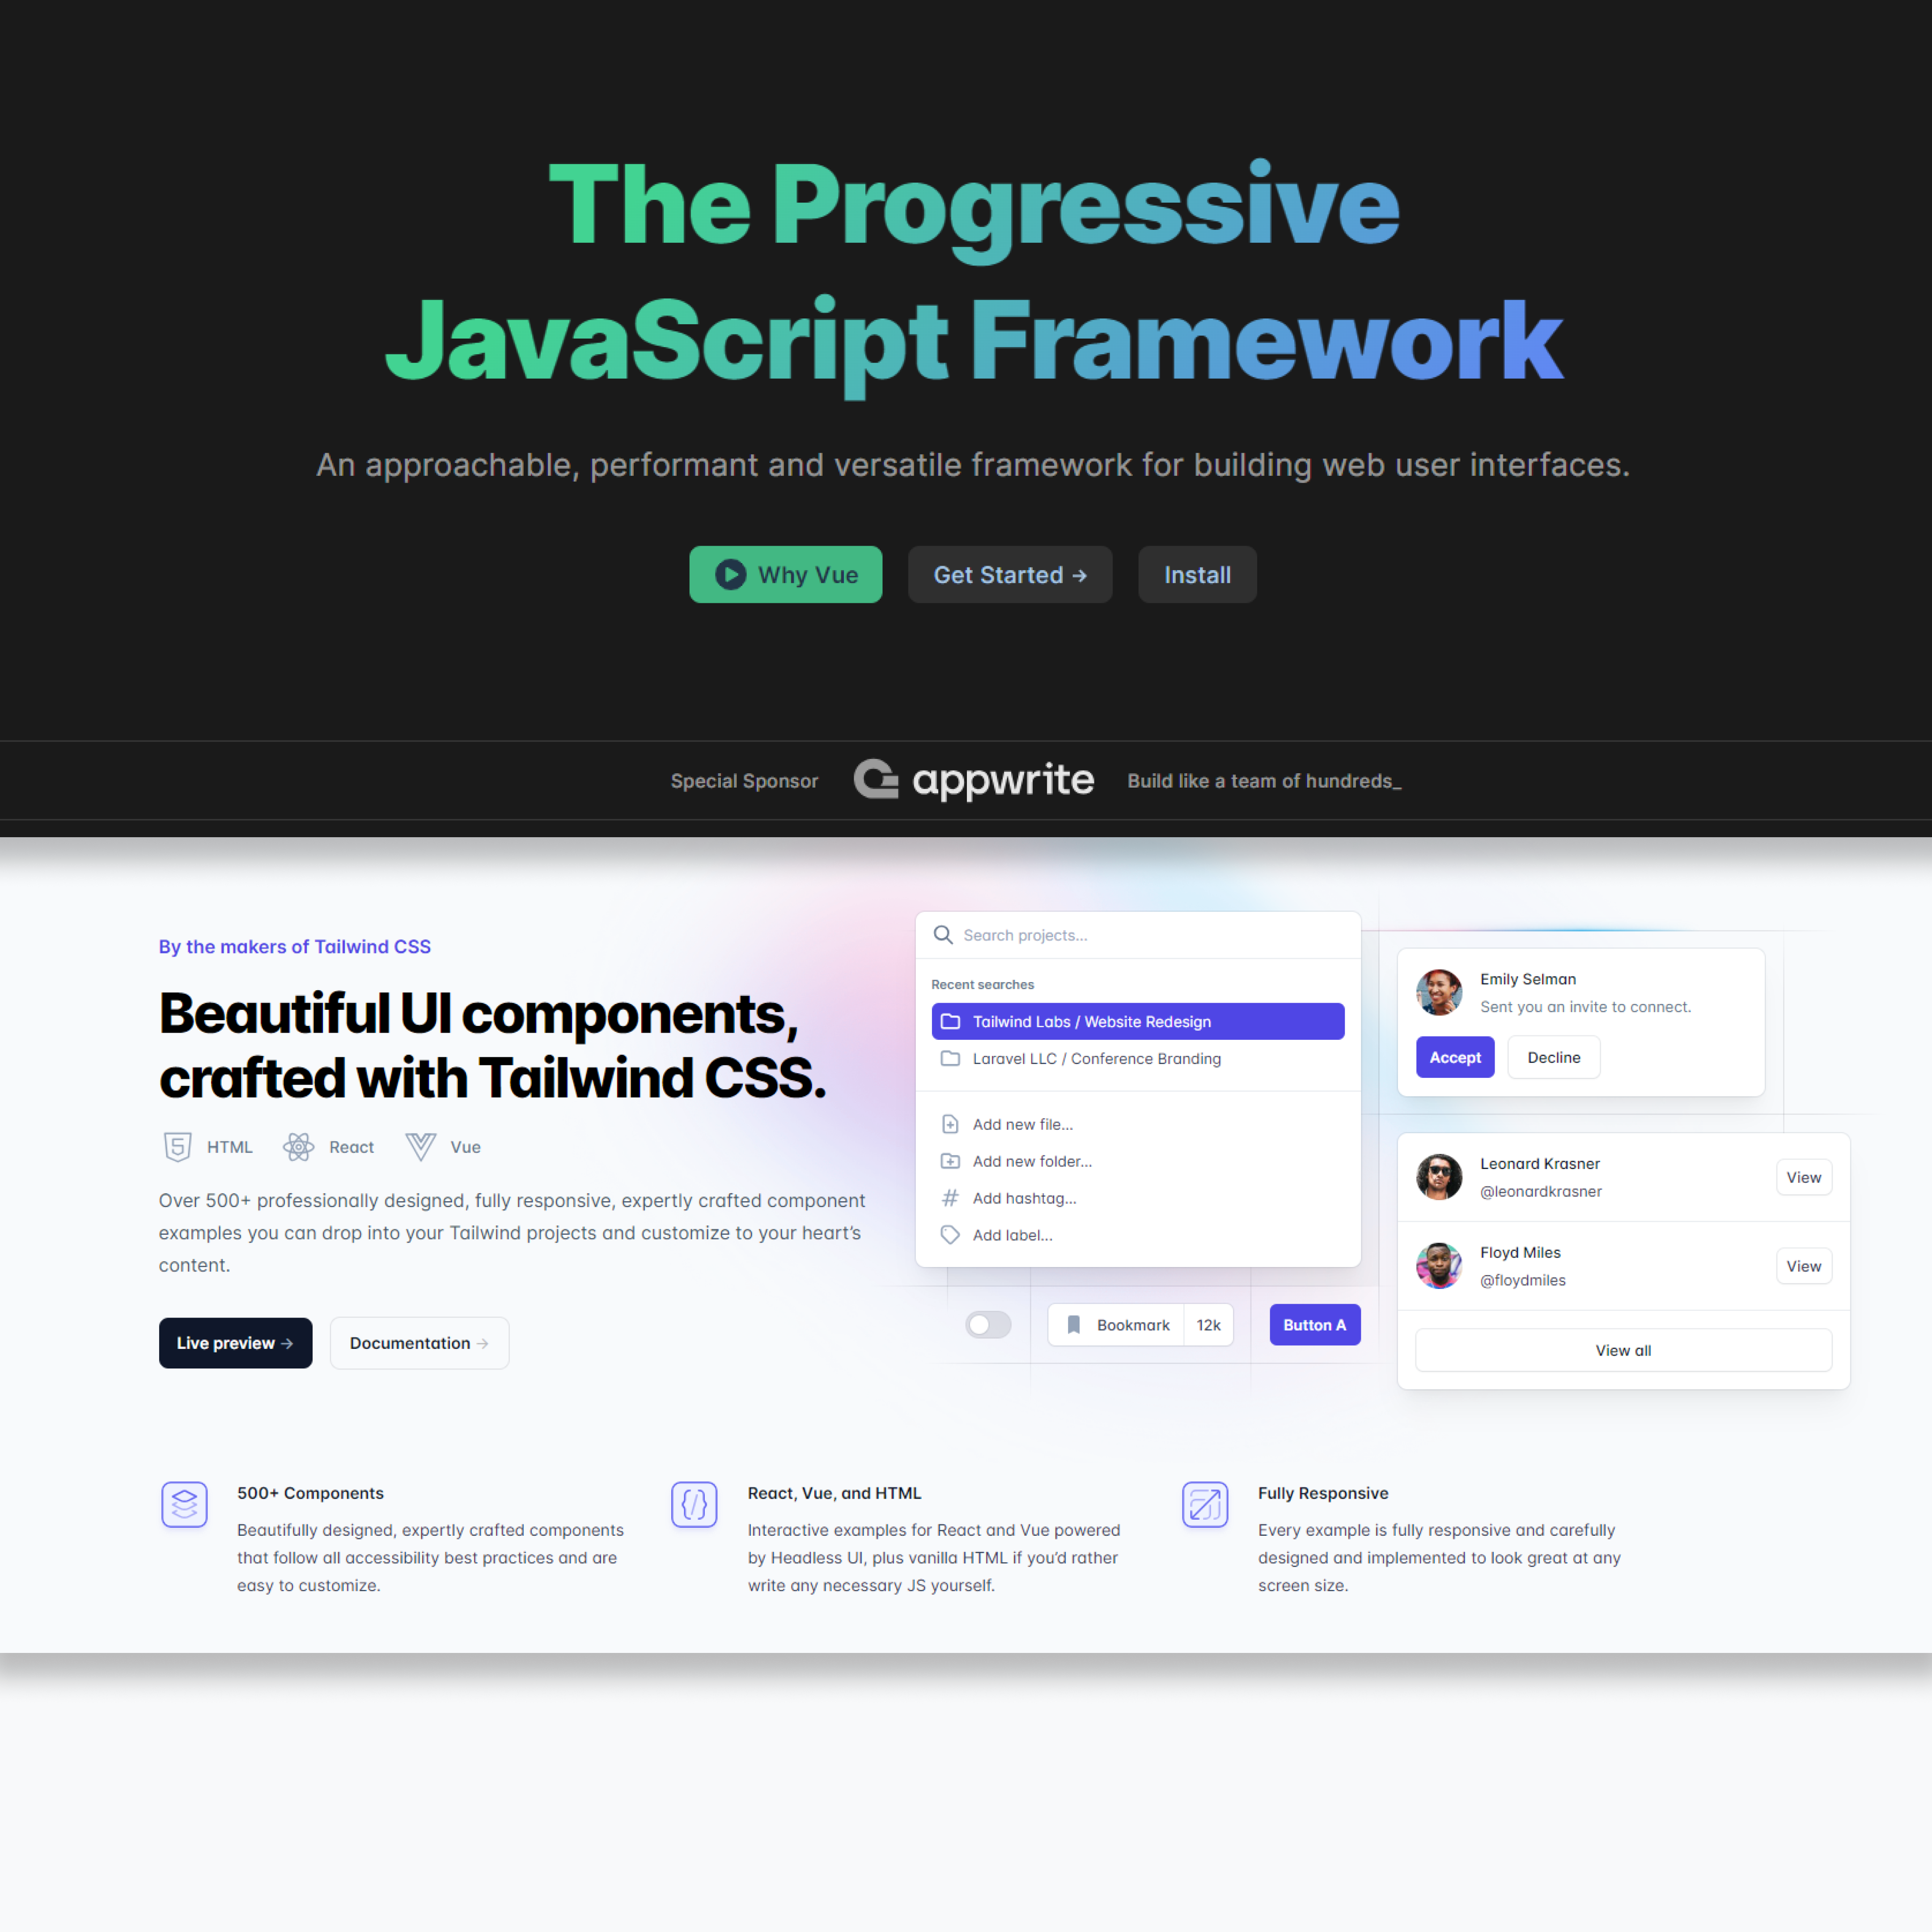 The Progressive
JavaScript Framework
An approachable, performant and versatile framework for building web user interfaces.
Why Vue
Get Started →
Install
Special Sponsor
appwrite
Build like a team of hundreds_
By the makers of Tailwind CSS
Beautiful UI components,
crafted with Tailwind CSS.
HTML
React
Vue
Over 500+ professionally designed, fully responsive, expertly crafted component
examples you can drop into your Tailwind projects and customize to your heart’s
content.
Live preview →
Documentation →
Search projects...
Recent searches
Tailwind Labs / Website Redesign
Laravel LLC / Conference Branding
Add new file...
Add new folder...
Add hashtag...
Add label...
Bookmark
12k
Button A
Emily Selman
Sent you an invite to connect.
Accept
Decline
Leonard Krasner
@leonardkrasner
View
Floyd Miles
@floydmiles
View
View all
500+ Components
Beautifully designed, expertly crafted components
that follow all accessibility best practices and are
easy to customize.
React, Vue, and HTML
Interactive examples for React and Vue powered
by Headless UI, plus vanilla HTML if you’d rather
write any necessary JS yourself.
Fully Responsive
Every example is fully responsive and carefully
designed and implemented to look great at any
screen size.